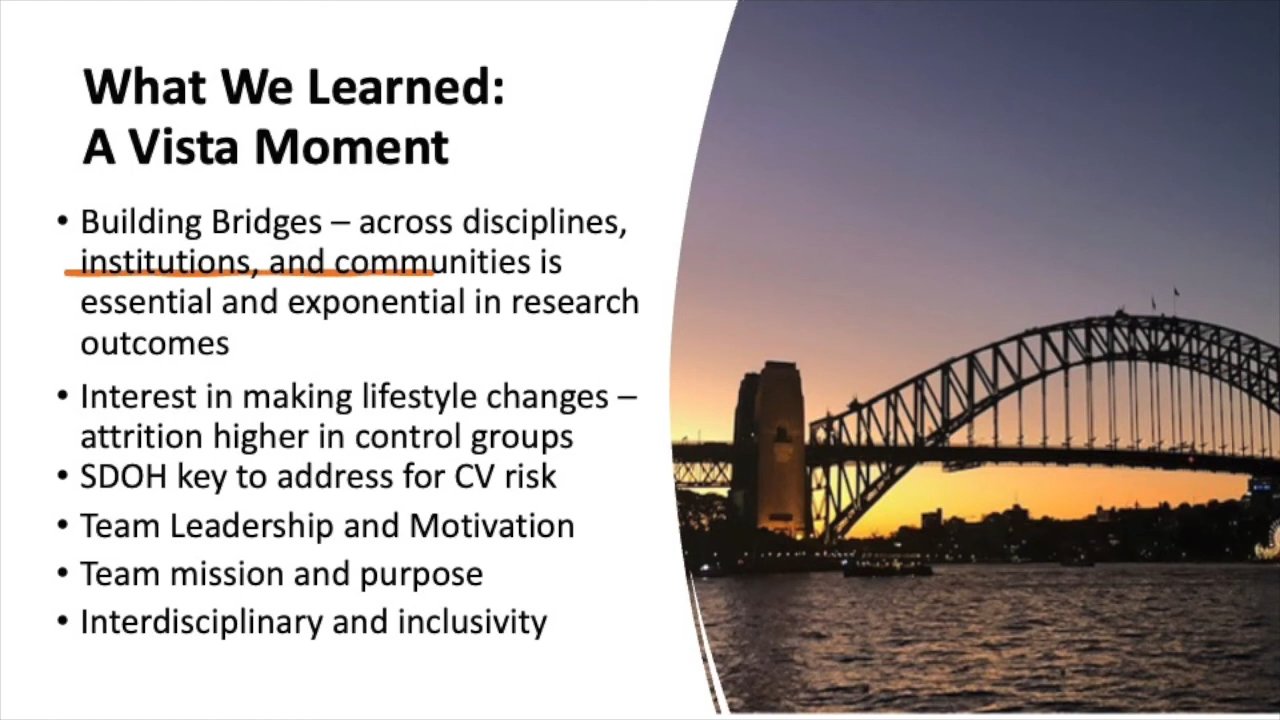 What We Learned:
A Vista Moment
• Building Bridges – across disciplines,
institutions, and communities is
essential and exponential in research
outcomes
• Interest in making lifestyle changes –
attrition higher in control groups
• SDOH key to address for CV risk
• Team Leadership and Motivation
• Team mission and purpose
• Interdisciplinary and inclusivity